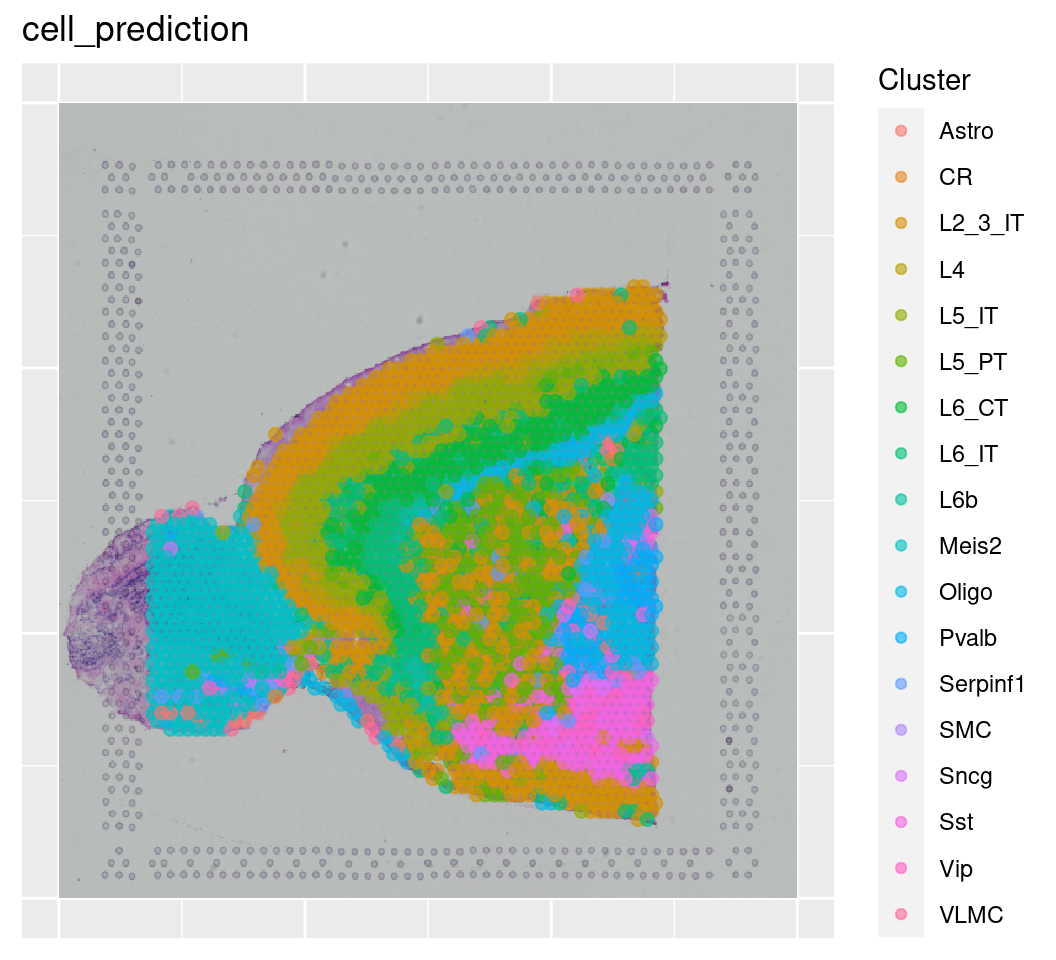 cell_prediction
Cluster
Astro
CR
L2_3_IT
L4
L5_IT
L5_PT
L6_CT
L6_IT
L6b
Meis2
Oligo
Pvalb
Serpinf1
SMC
Sncg
Sst
Vip
VLMC